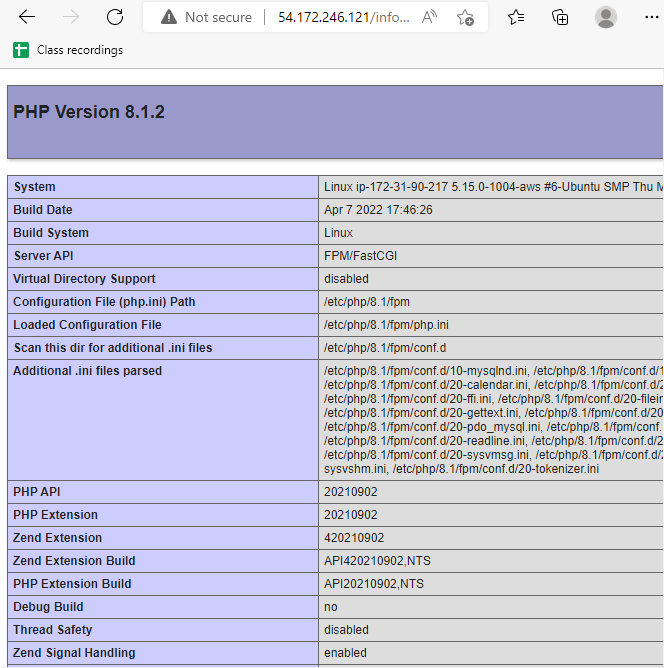 Not secure | 54.172.246.121/info...
Class recordings
PHP Version 8.1.2
System Linux ip-172-31-90-217 5.15.0-1004-aws #6-Ubuntu SMP Thu M
Build Date Apr 7 2022 17:46:26
Build System Linux
Server API FPM/FastCGI
Virtual Directory Support disabled
Configuration File (php.ini) Path /etc/php/8.1/fpm
Loaded Configuration File /etc/php/8.1/fpm/php.ini
Scan this dir for additional .ini files /etc/php/8.1/fpm/conf.d
Additional .ini files parsed /etc/php/8.1/fpm/conf.d/10-mysqlnd.ini, /etc/php/8.1/fpm/conf.d/1
/etc/php/8.1/fpm/conf.d/20-calendar.ini, /etc/php/8.1/fpm/conf.d/2
/etc/php/8.1/fpm/conf.d/20-ffi.ini, /etc/php/8.1/fpm/conf.d/20-filein
/etc/php/8.1/fpm/conf.d/20-gettext.ini, /etc/php/8.1/fpm/conf.d/20
/etc/php/8.1/fpm/conf.d/20-pdo_mysql.ini, /etc/php/8.1/fpm/conf.
/etc/php/8.1/fpm/conf.d/20-readline.ini, /etc/php/8.1/fpm/conf.d/2
/etc/php/8.1/fpm/conf.d/20-sysvmsg.ini, /etc/php/8.1/fpm/conf.d/2
sysvshm.ini, /etc/php/8.1/fpm/conf.d/20-tokenizer.ini
PHP API 20210902
PHP Extension 20210902
Zend Extension 420210902
Zend Extension Build API420210902,NTS
PHP Extension Build API20210902,NTS
Debug Build no
Thread Safety disabled
Zend Signal Handling enabled